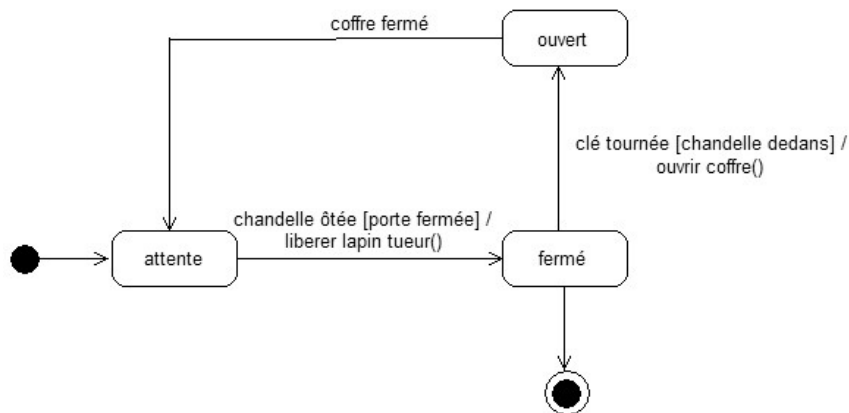 coffre fermé
ouvert
clé tournée [chandelle dedans] /
ouvrir coffre()
chandelle ôtée [porte fermée] /
liberer lapin tueur()
attente
fermé